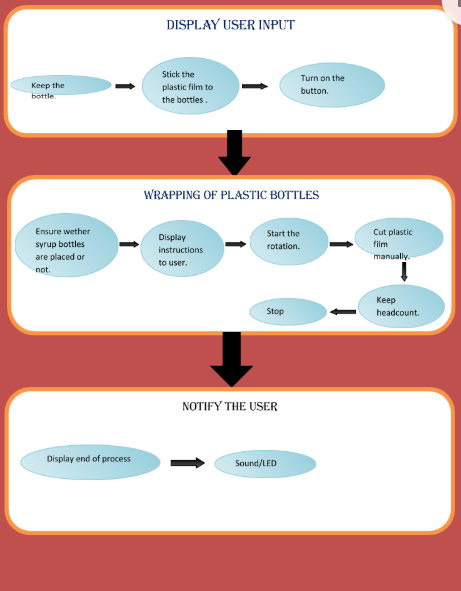 DISPLAY USER INPUT
Keep the
bottle.
Stick the
plastic film to
the bottles .
Turn on the
button.
WRAPPING OF PLASTIC BOTTLES
Ensure wether
syrup bottles
are placed or
not.
Display
instructions
to user.
Start the
rotation.
Cut plastic
film
manually.
Keep
headcount.
Stop
NOTIFY THE USER
Display end of process
Sound/LED